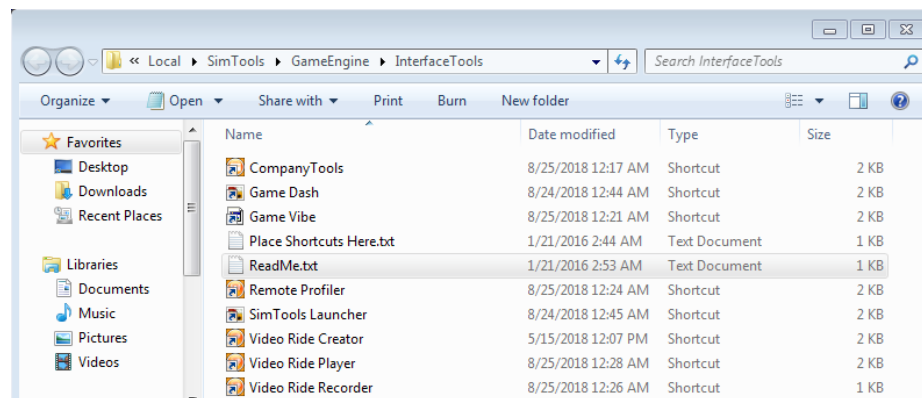 « Local ▸ SimTools ▸ GameEngine ▸ InterfaceTools Search InterfaceTools
Organize Open Share with Print Burn New folder
Favorites
Desktop
Downloads
Recent Places
Libraries
Documents
Music
Pictures
Videos
Name Date modified Type Size
CompanyTools 8/25/2018 12:17 AM Shortcut 2 KB
Game Dash 8/24/2018 12:44 AM Shortcut 2 KB
Game Vibe 8/25/2018 12:21 AM Shortcut 2 KB
Place Shortcuts Here.txt 1/21/2016 2:44 AM Text Document 1 KB
ReadMe.txt 1/21/2016 2:53 AM Text Document 1 KB
Remote Profiler 8/25/2018 12:24 AM Shortcut 2 KB
SimTools Launcher 8/24/2018 12:45 AM Shortcut 2 KB
Video Ride Creator 5/15/2018 12:07 PM Shortcut 2 KB
Video Ride Player 8/25/2018 12:28 AM Shortcut 2 KB
Video Ride Recorder 8/25/2018 12:26 AM Shortcut 1 KB